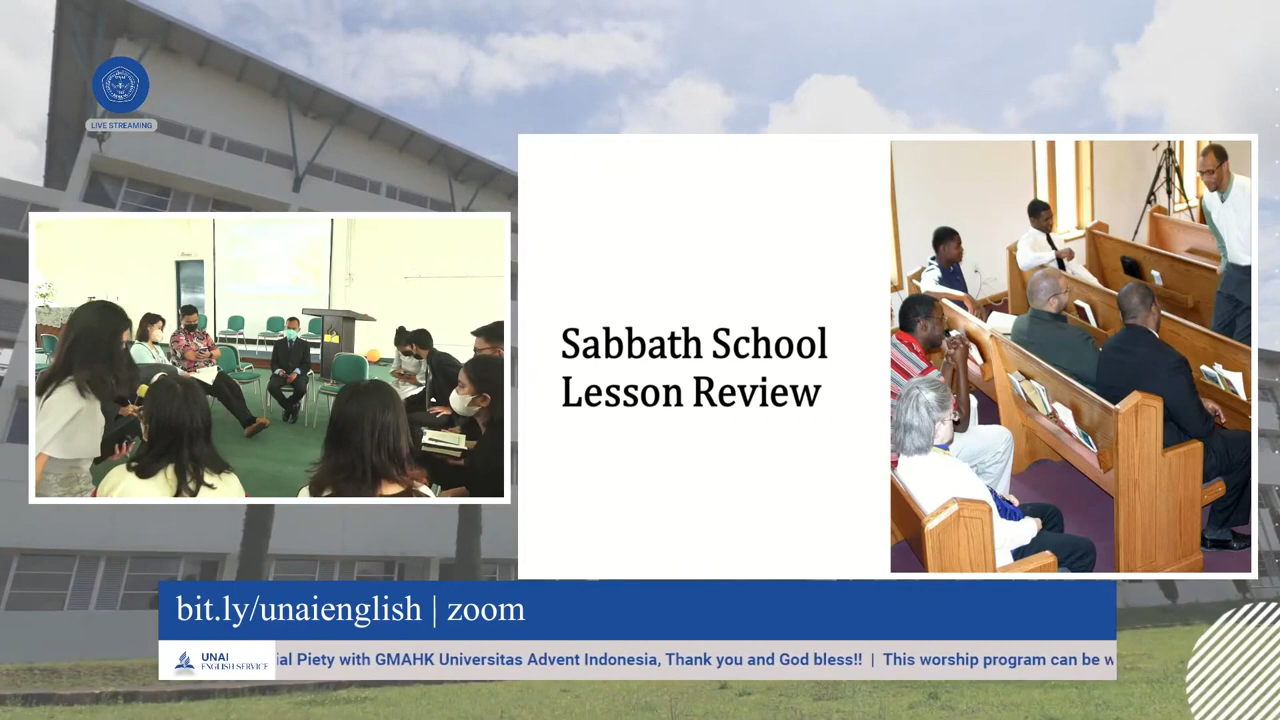 UNAI
LIVE STREAMING
Sabbath School
Lesson Review
bit.ly/unaienglish | zoom
UNAI
ENGLISH SERVICE
ial Piety with GMAHK Universitas Advent Indonesia, Thank you and God bless!! | This worship program can be w